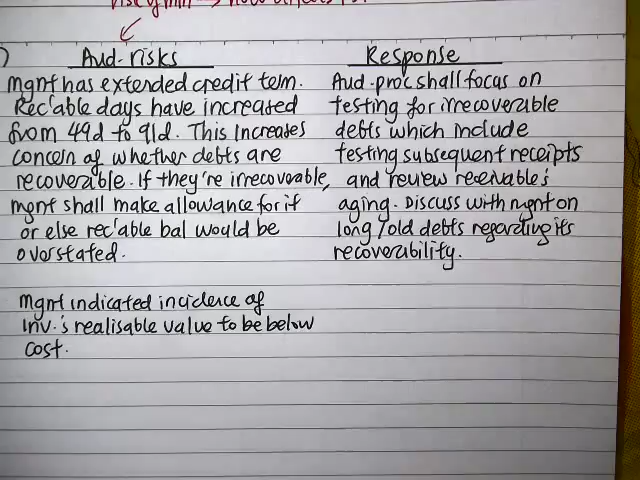 )
Aud-risks
Mgnt has extended credit term.
Rec'able days have increased
from 49d to 91d. This increases
concern of whether debts are
recoverable. If they're irrecoverable,
mgnt shall make allowance for it
or else rec'able bal would be
overstated.
Mgnt indicated incidence of
inv.'s realisable value to be below
cost.
Response
Aud.proc shall focus on
testing for irrecoverable
debts which include
testing subsequent receipts
and review receivable's
aging. Discuss with mgnt on
long/old debts regarding its
recoverability.